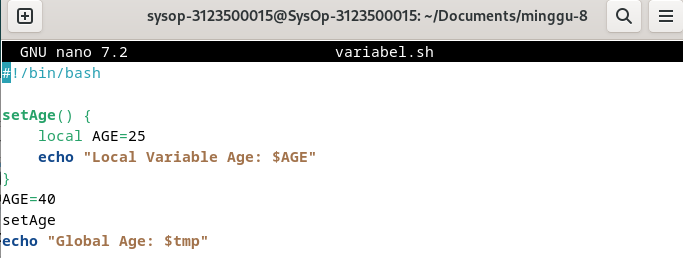 sysop-3123500015@SysOp-3123500015: ~/Documents/minggu-8
GNU nano 7.2 variabel.sh
#!/bin/bash
setAge() {
    local AGE=25
    echo "Local Variable Age: $AGE"
}
AGE=40
setAge
echo "Global Age: $tmp"